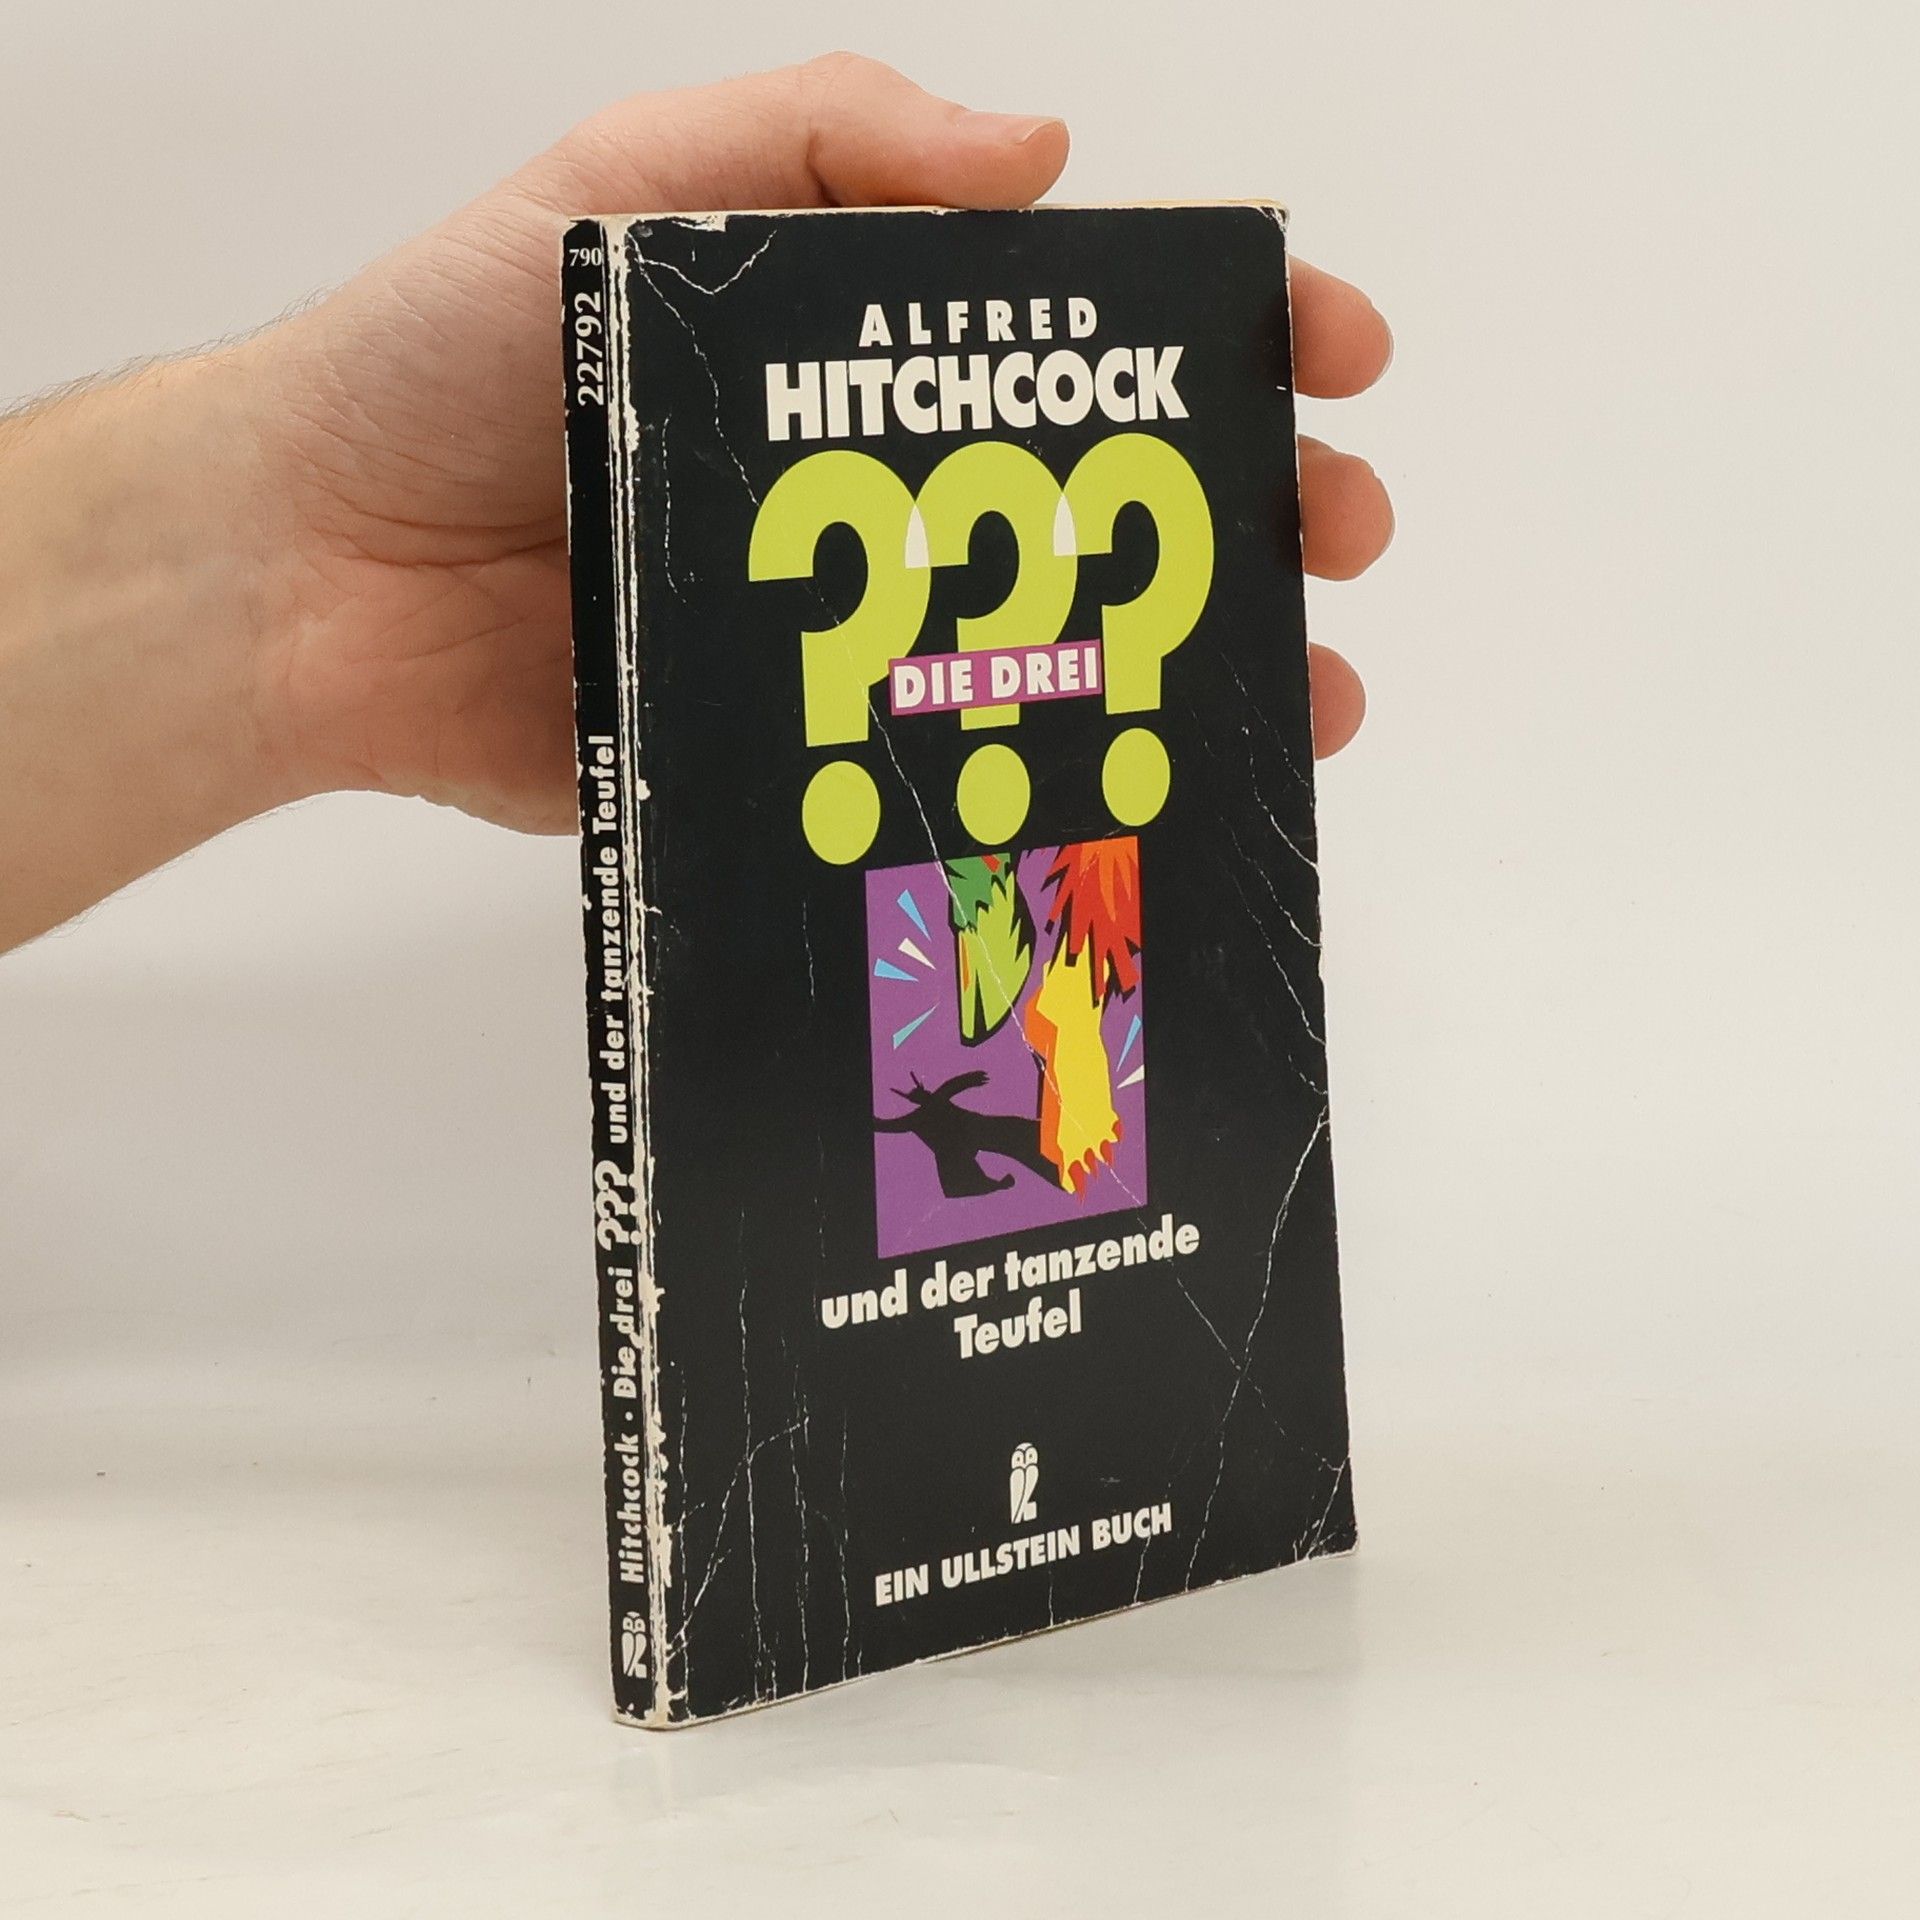 790
22792
Hitchcock · Die drei ??? und der tanzende Teufel
ALFRED
HITCHCOCK
???
DIE DREI
und der tanzende
Teufel
EIN ULLSTEIN BUCH